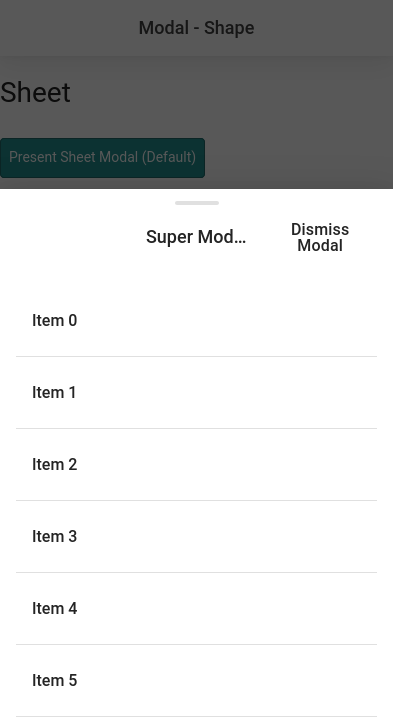 Modal - Shape
Sheet
Present Sheet Modal (Default)
Super Mod...
Dismiss
Modal
Item 0
Item 1
Item 2
Item 3
Item 4
Item 5